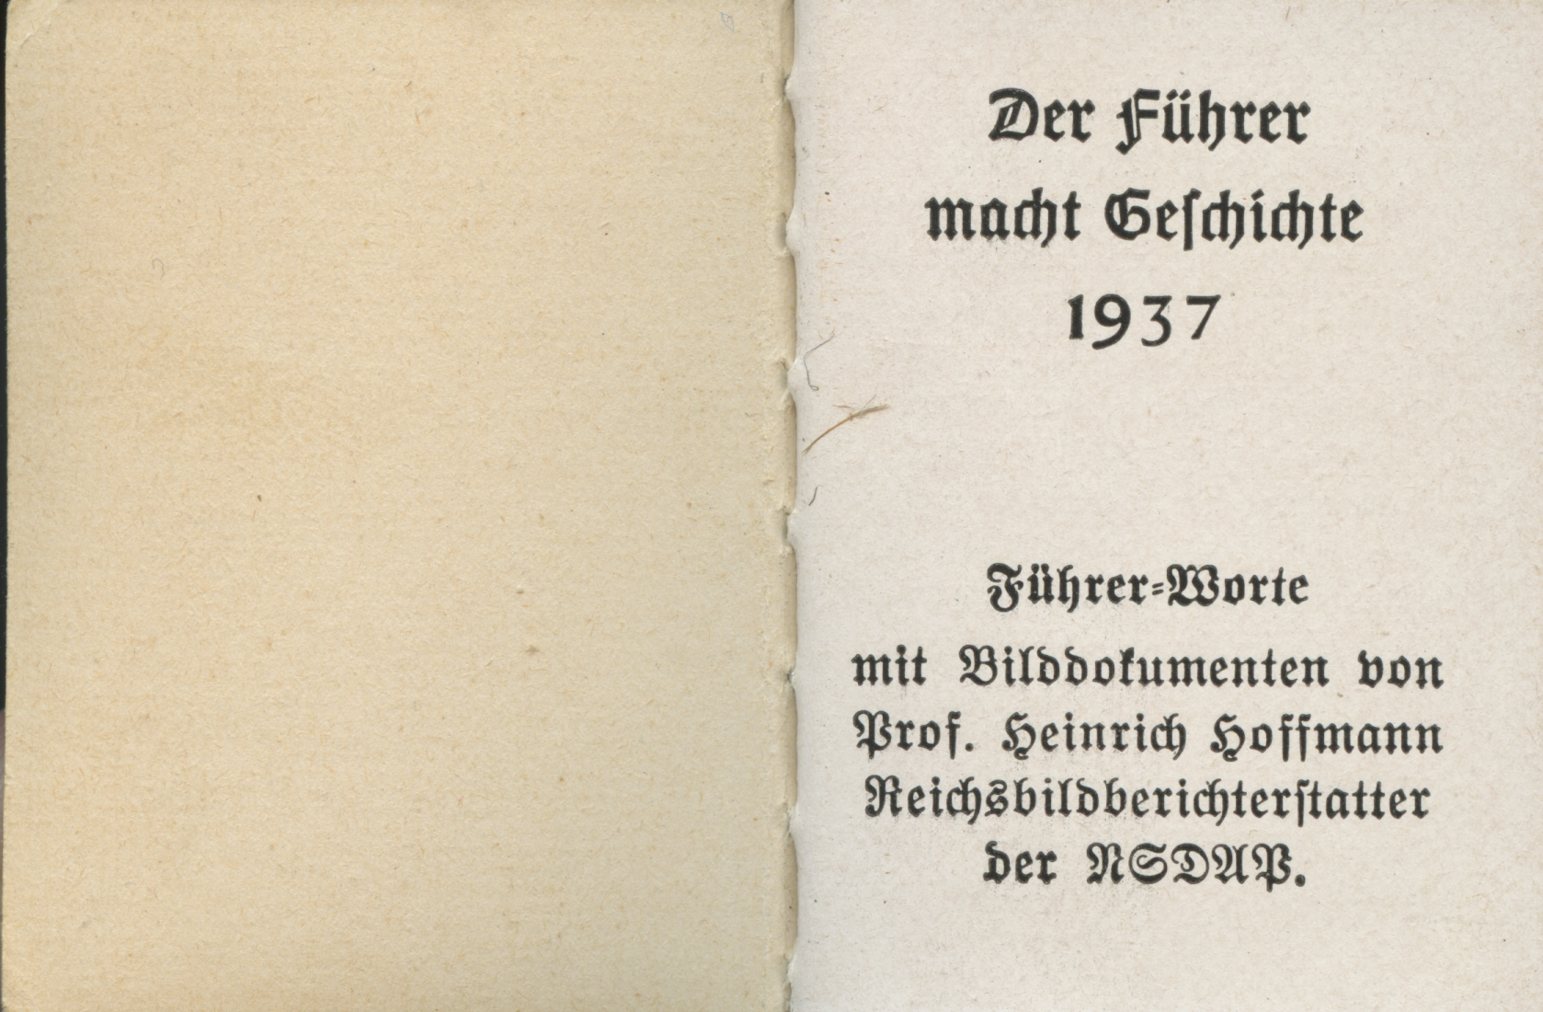 Der Führer
macht Geſchichte
1937
Führer-Worte
mit Bilddokumenten von
Prof. Heinrich Hoffmann
Reichsbildberichterſtatter
der NSDAP.